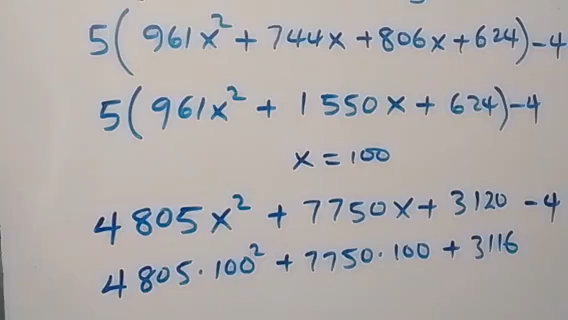 5(961x² + 744x + 806x + 624) - 4
5(961x² + 1550x + 624) - 4
x = 100
4805x² + 7750x + 3120 - 4
4805·100² + 7750·100 + 3116